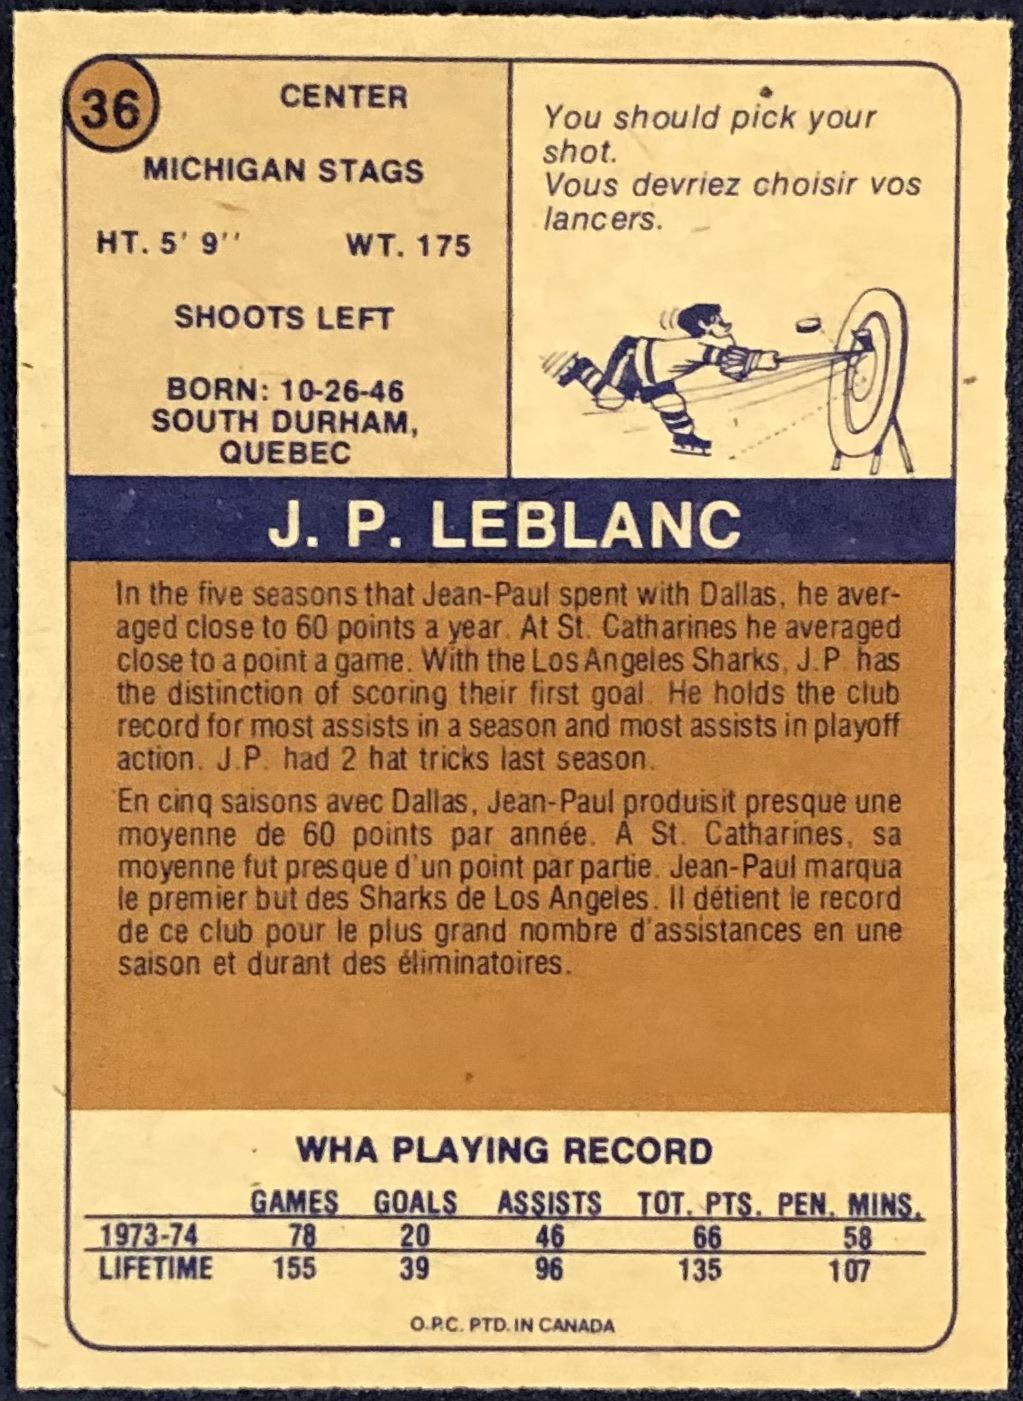 36
CENTER
MICHIGAN STAGS
HT. 5' 9'' WT. 175
SHOOTS LEFT
BORN: 10-26-46
SOUTH DURHAM,
QUEBEC
You should pick your
shot.
Vous devriez choisir vos
lancers.
J. P. LEBLANC
In the five seasons that Jean-Paul spent with Dallas, he aver-
aged close to 60 points a year. At St. Catharines he averaged
close to a point a game. With the Los Angeles Sharks, J.P. has
the distinction of scoring their first goal. He holds the club
record for most assists in a season and most assists in playoff
action. J.P. had 2 hat tricks last season.
En cinq saisons avec Dallas, Jean-Paul produisit presque une
moyenne de 60 points par année. A St. Catharines, sa
moyenne fut presque d'un point par partie. Jean-Paul marqua
le premier but des Sharks de Los Angeles. Il détient le record
de ce club pour le plus grand nombre d'assistances en une
saison et durant des éliminatoires.
WHA PLAYING RECORD
GAMES GOALS ASSISTS TOT. PTS. PEN. MINS.
1973-74 78 20 46 66 58
LIFETIME 155 39 96 135 107
O.P.C. PTD. IN CANADA